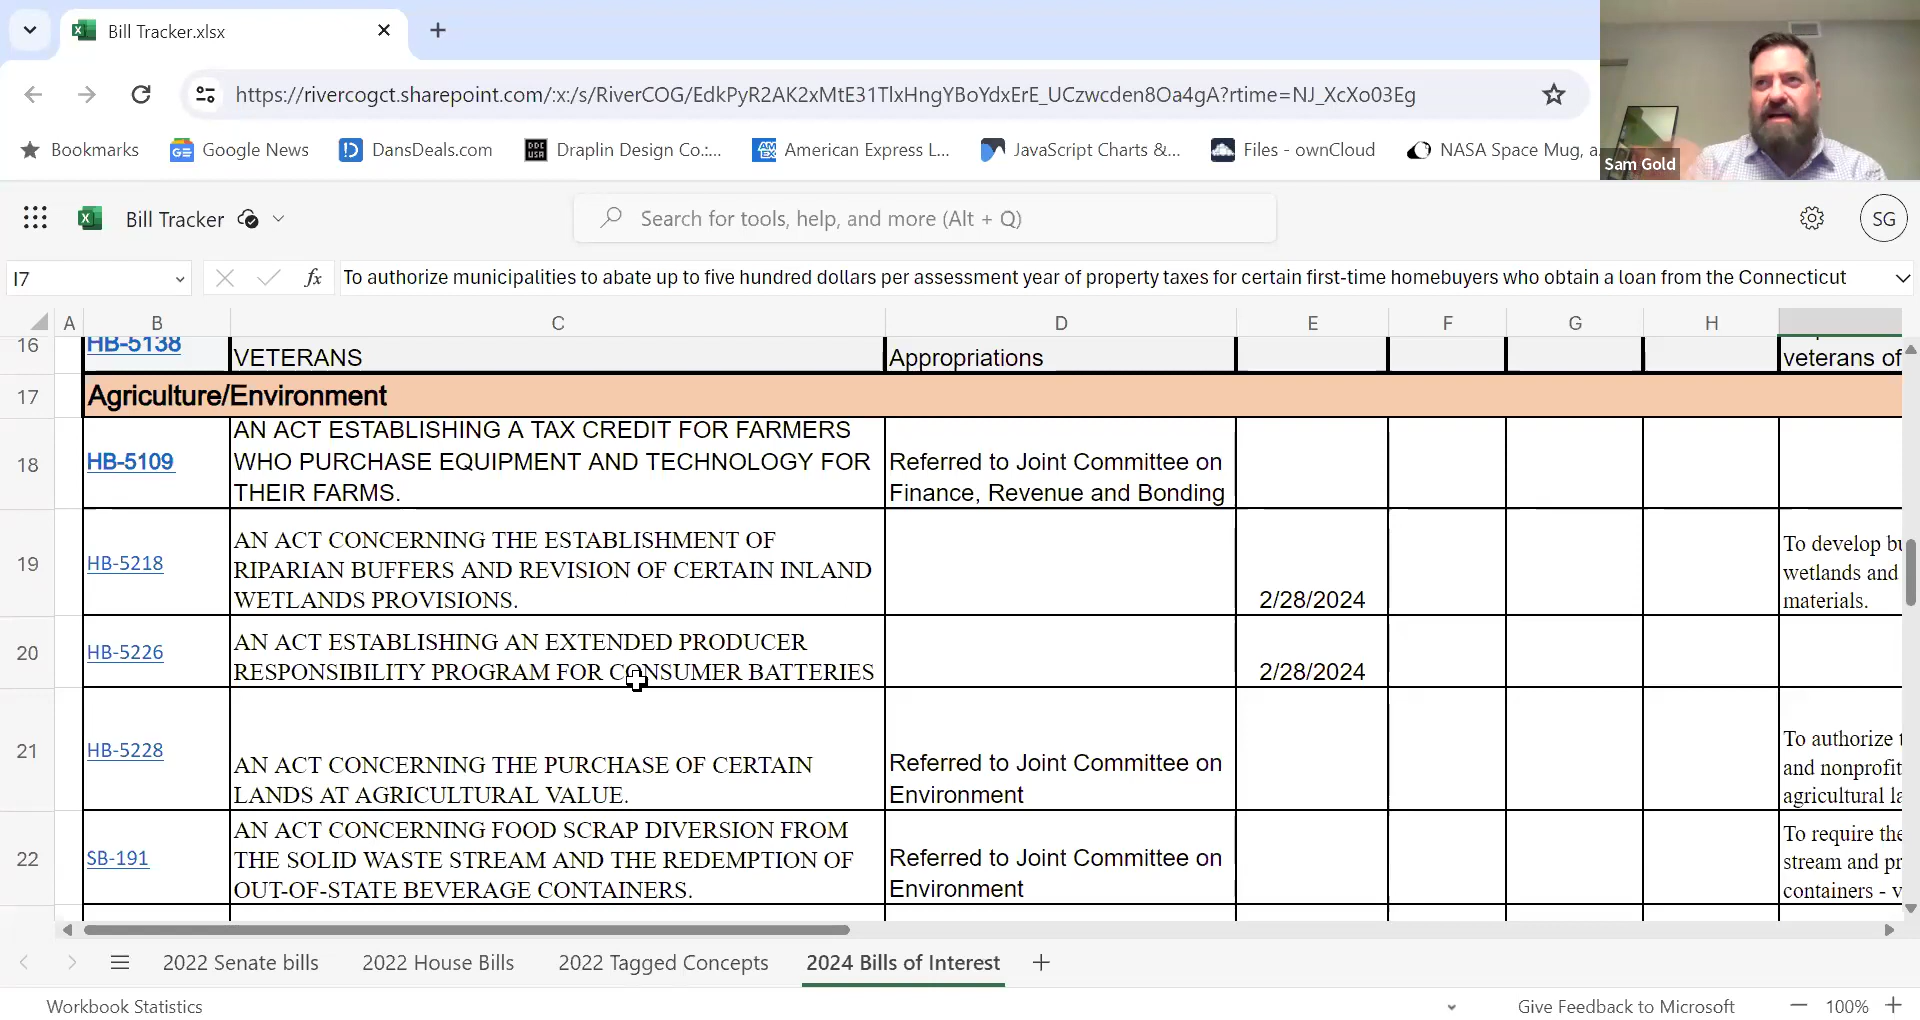 Bill Tracker.xlsx
https://rivercogct.sharepoint.com/:x:/s/RiverCOG/EdkPyR2AK2xMtE31TlxHngYBoYdxErE_UCzwcden8Oa4gA?rtime=NJ_XcXo03Eg
Bookmarks Google News DansDeals.com Draplin Design Co.:... American Express L... JavaScript Charts &... Files - ownCloud NASA Space Mug, a
Sam Gold
Bill Tracker
Search for tools, help, and more (Alt + Q)
SG
I7
fx
To authorize municipalities to abate up to five hundred dollars per assessment year of property taxes for certain first-time homebuyers who obtain a loan from the Connecticut
A B C D E F G H
16 HB-5138
VETERANS Appropriations veterans of
17 Agriculture/Environment
18 HB-5109
AN ACT ESTABLISHING A TAX CREDIT FOR FARMERS
WHO PURCHASE EQUIPMENT AND TECHNOLOGY FOR
THEIR FARMS.
Referred to Joint Committee on
Finance, Revenue and Bonding
19 HB-5218
AN ACT CONCERNING THE ESTABLISHMENT OF
RIPARIAN BUFFERS AND REVISION OF CERTAIN INLAND
WETLANDS PROVISIONS.
2/28/2024
To develop bu
wetlands and
materials.
20 HB-5226
AN ACT ESTABLISHING AN EXTENDED PRODUCER
RESPONSIBILITY PROGRAM FOR CONSUMER BATTERIES
2/28/2024
21 HB-5228
AN ACT CONCERNING THE PURCHASE OF CERTAIN
LANDS AT AGRICULTURAL VALUE.
Referred to Joint Committee on
Environment
To authorize t
and nonprofit
agricultural la
22 SB-191
AN ACT CONCERNING FOOD SCRAP DIVERSION FROM
THE SOLID WASTE STREAM AND THE REDEMPTION OF
OUT-OF-STATE BEVERAGE CONTAINERS.
Referred to Joint Committee on
Environment
To require the
stream and pr
containers - v
2022 Senate bills 2022 House Bills 2022 Tagged Concepts 2024 Bills of Interest
Workbook Statistics Give Feedback to Microsoft 100%